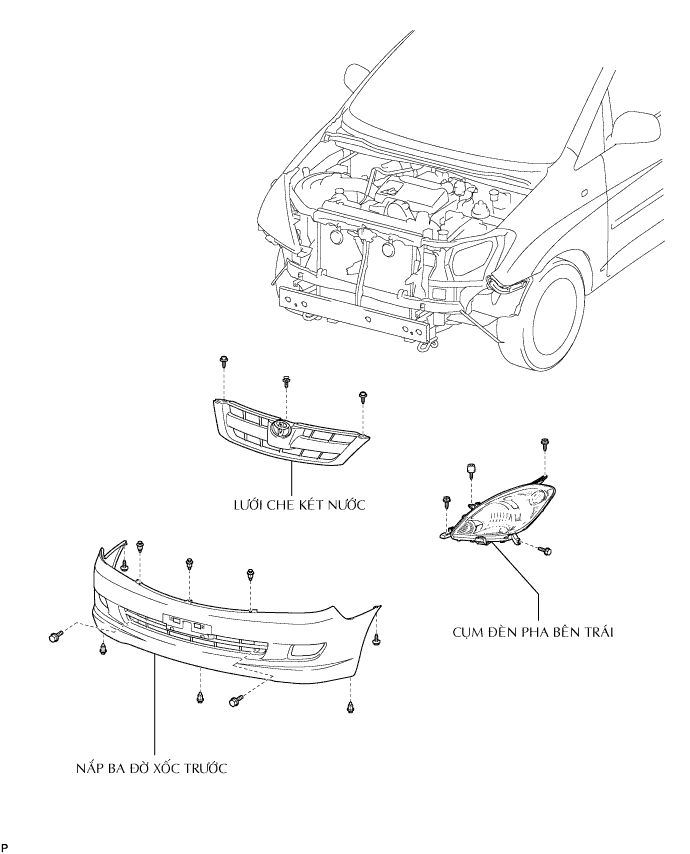 LƯỚI CHE KÉT NƯỚC
CỤM ĐÈN PHA BÊN TRÁI
NẮP BA ĐỜ XỐC TRƯỚC
P